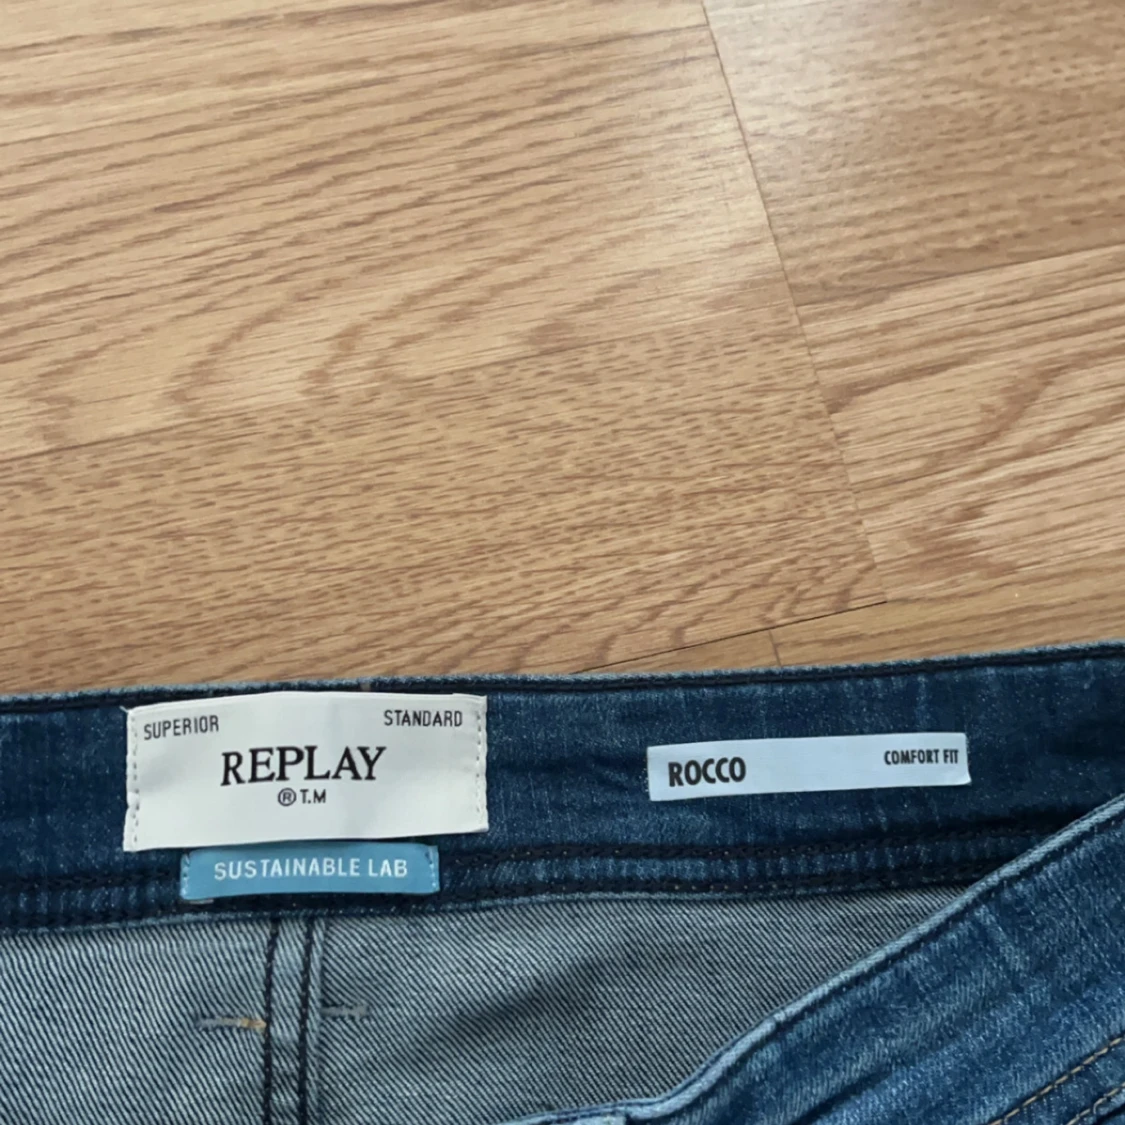 SUPERIOR STANDARD
REPLAY
® T.M
SUSTAINABLE LAB
ROCCO COMFORT FIT